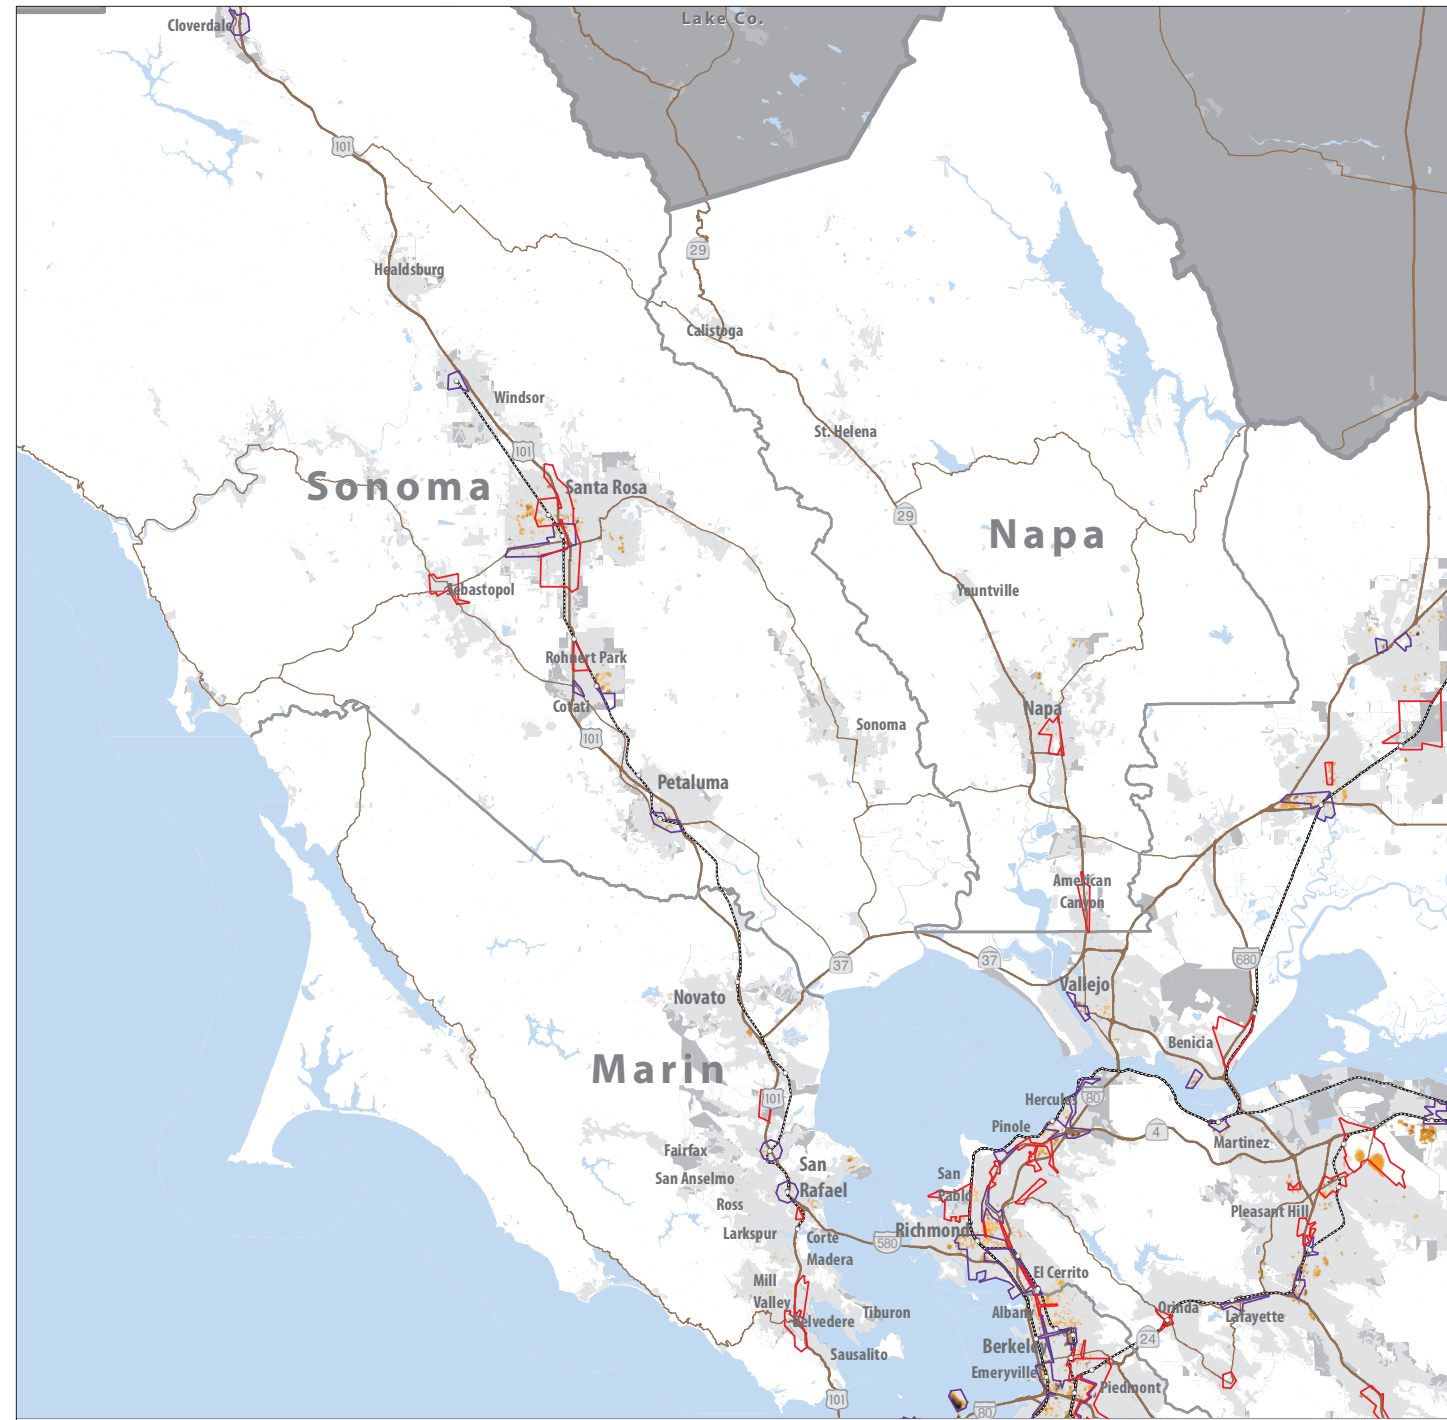 Lake Co.
Cloverdale
101
29
Healdsburg
Calistoga
Windsor
St. Helena
101
Sonoma
Santa Rosa
29
Napa
Sebastopol
Yountville
Rohnert Park
Cotati
Napa
Sonoma
101
Petaluma
American
Canyon
37
37
680
Novato
Vallejo
Benicia
Marin
101
Hercules
80
Pinole
4
Martinez
Fairfax
San
Rafael
San Anselmo
San
Pablo
Ross
Pleasant Hill
Larkspur
Corte
Madera
580
Richmond
El Cerrito
Mill
Valley
Tiburon
Albany
Orinda
Lafayette
Belvedere
24
Sausalito
Berkele
Emeryville
Piedmont
101
80